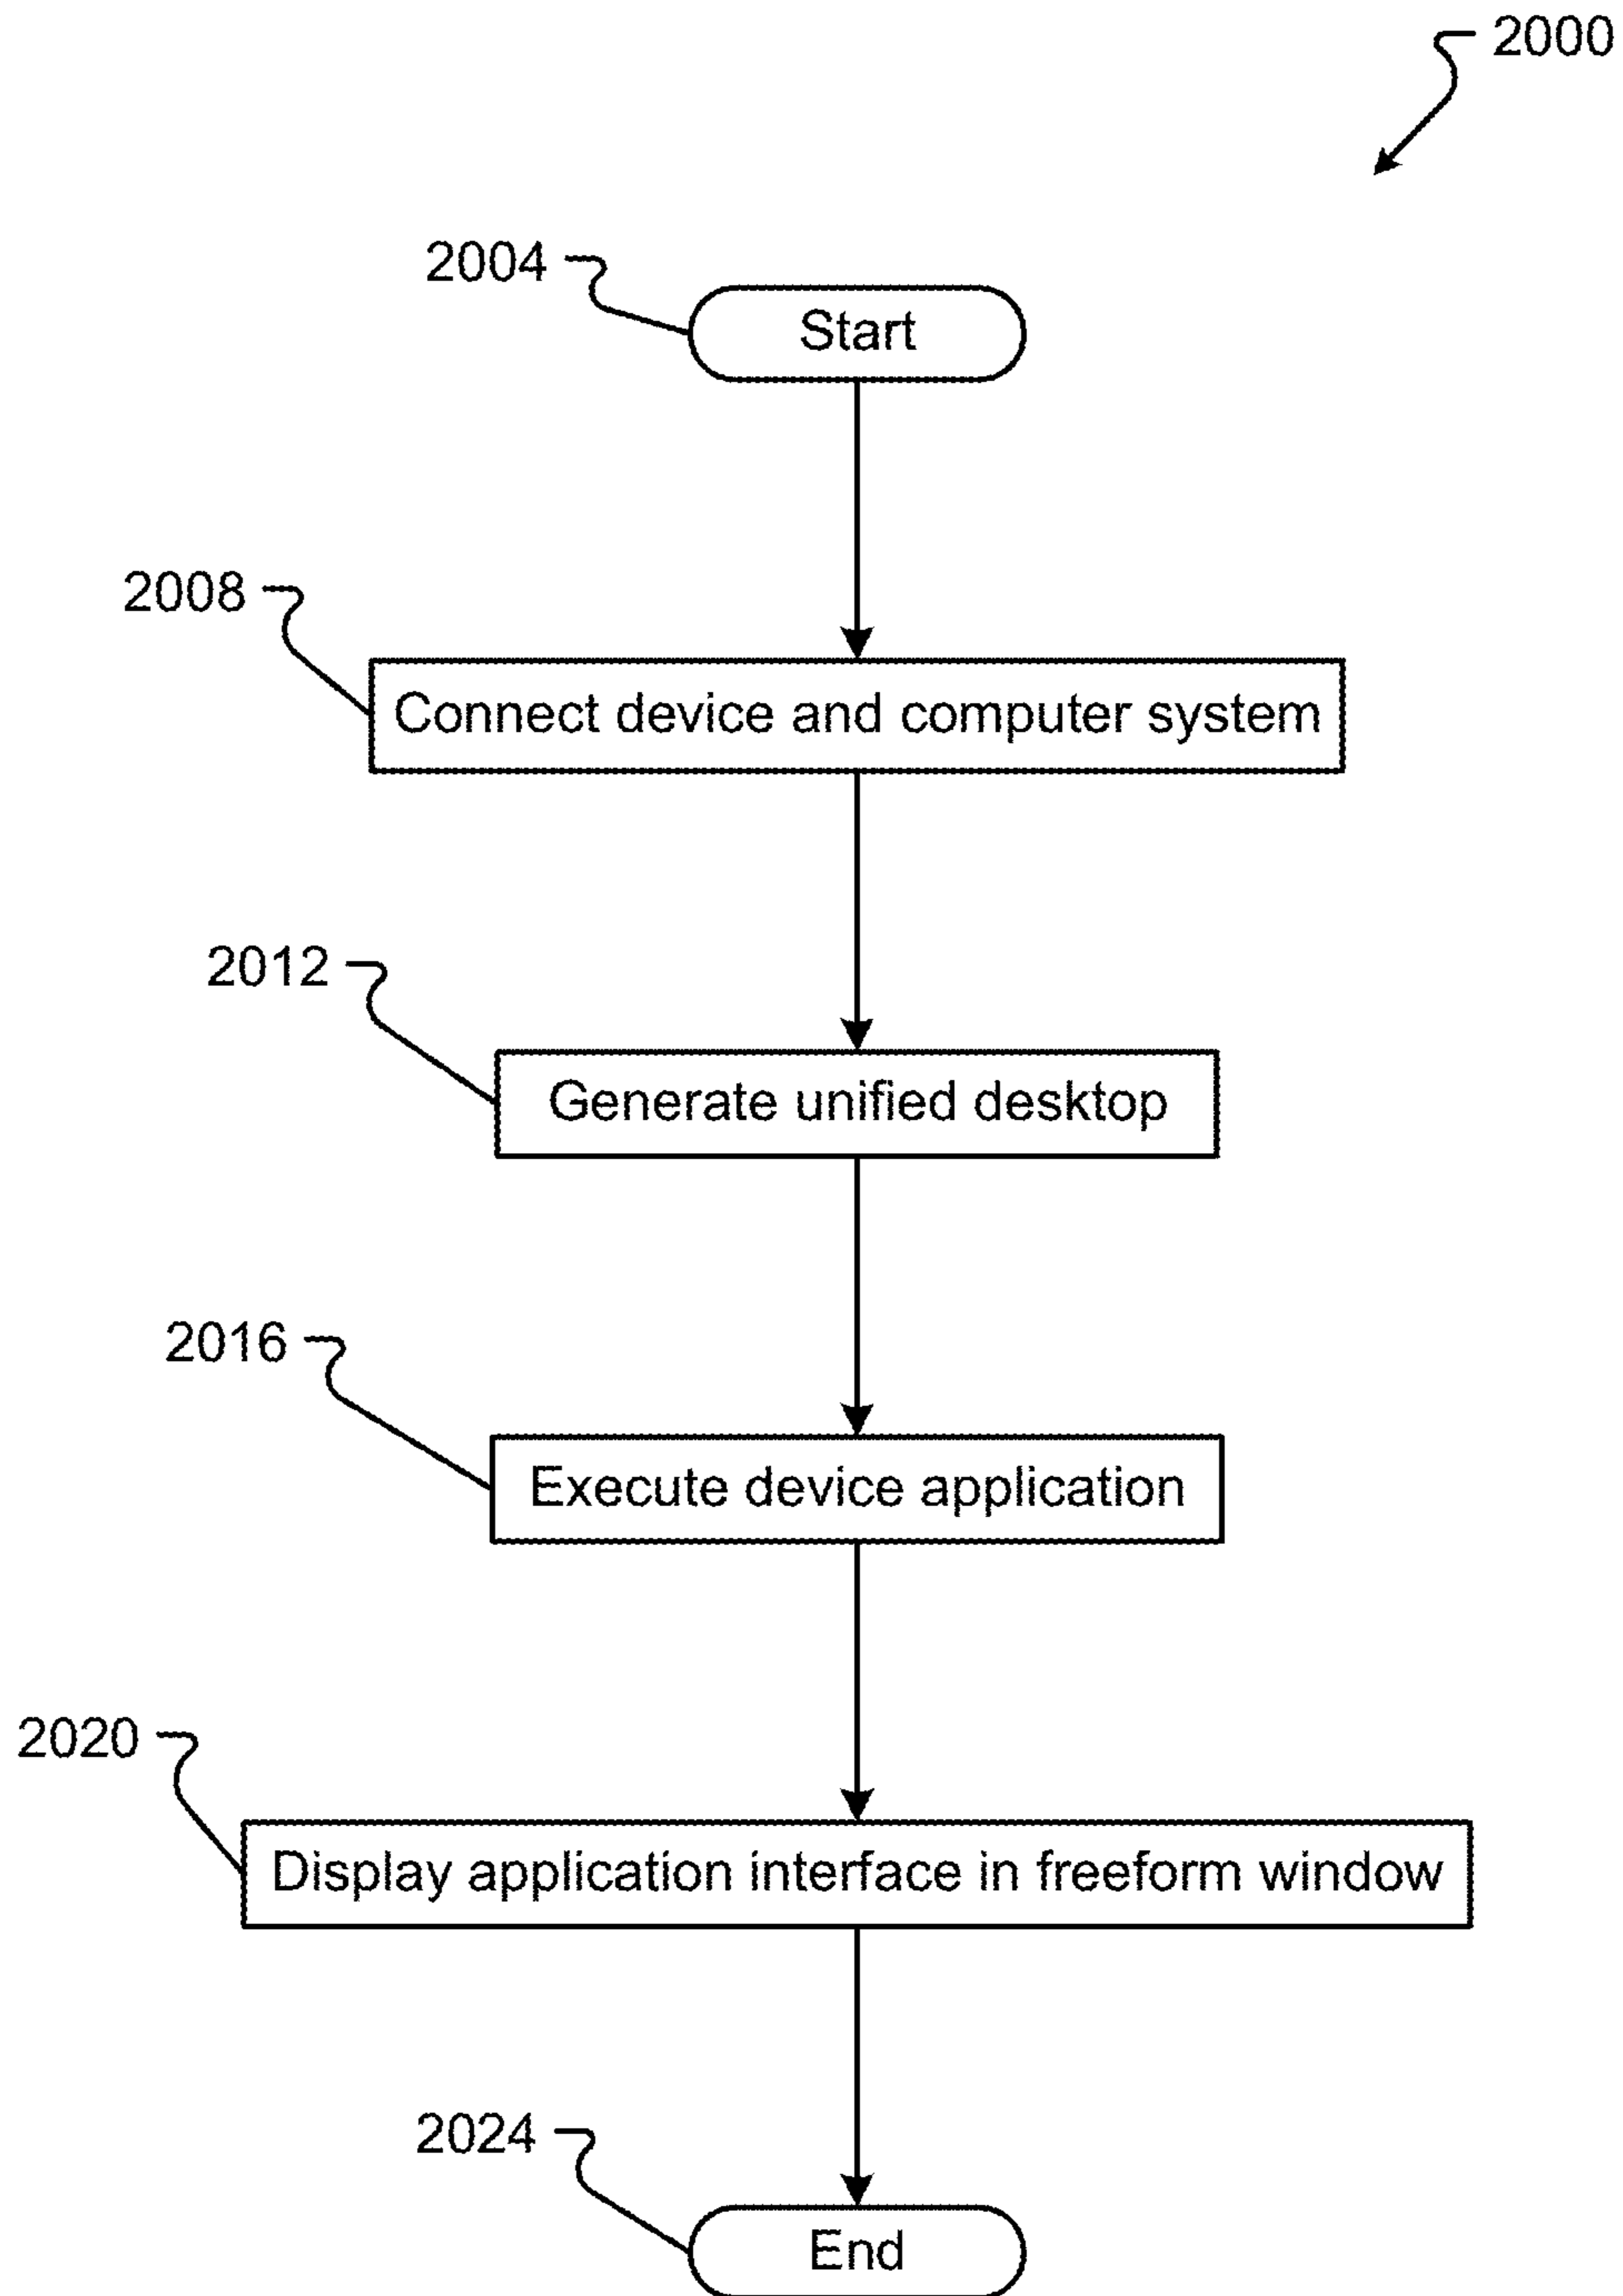 2000
2004
Start
2008
Connect device and computer system
2012
Generate unified desktop
2016
Execute device application
2020
Display application interface in freeform window
2024
End